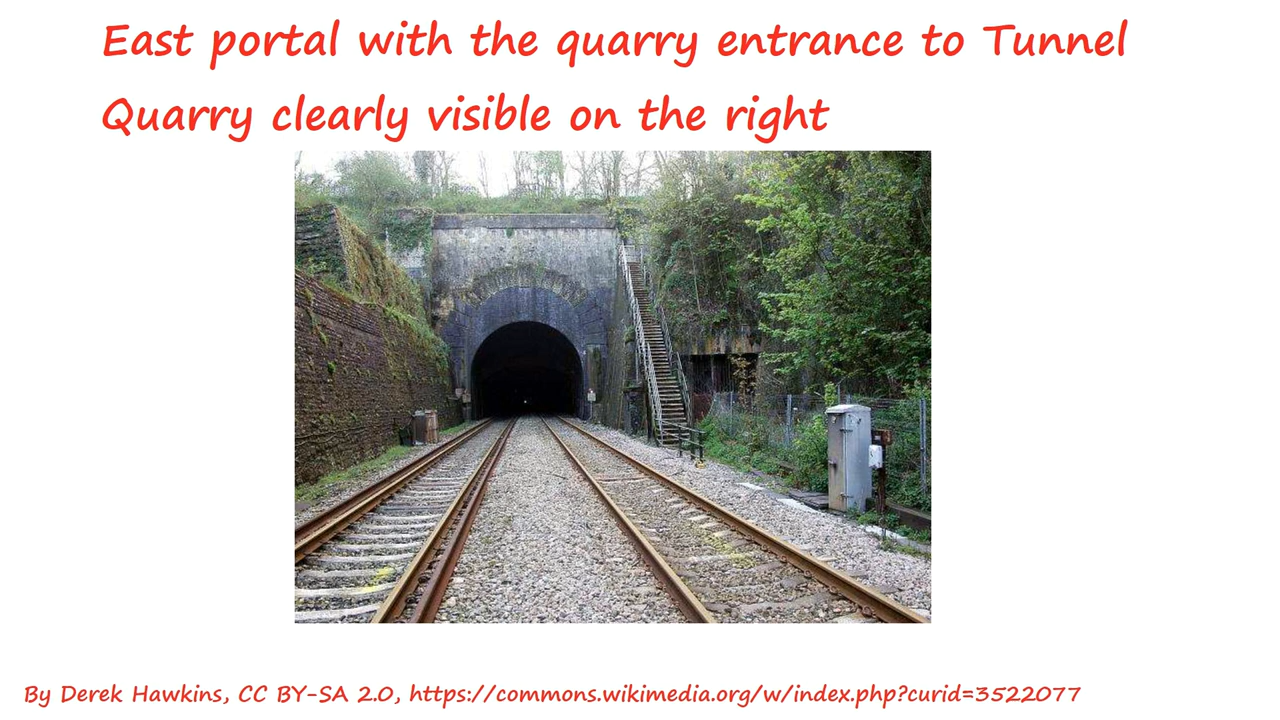 East portal with the quarry entrance to Tunnel
Quarry clearly visible on the right
By Derek Hawkins, CC BY-SA 2.0, https://commons.wikimedia.org/w/index.php?curid=3522077